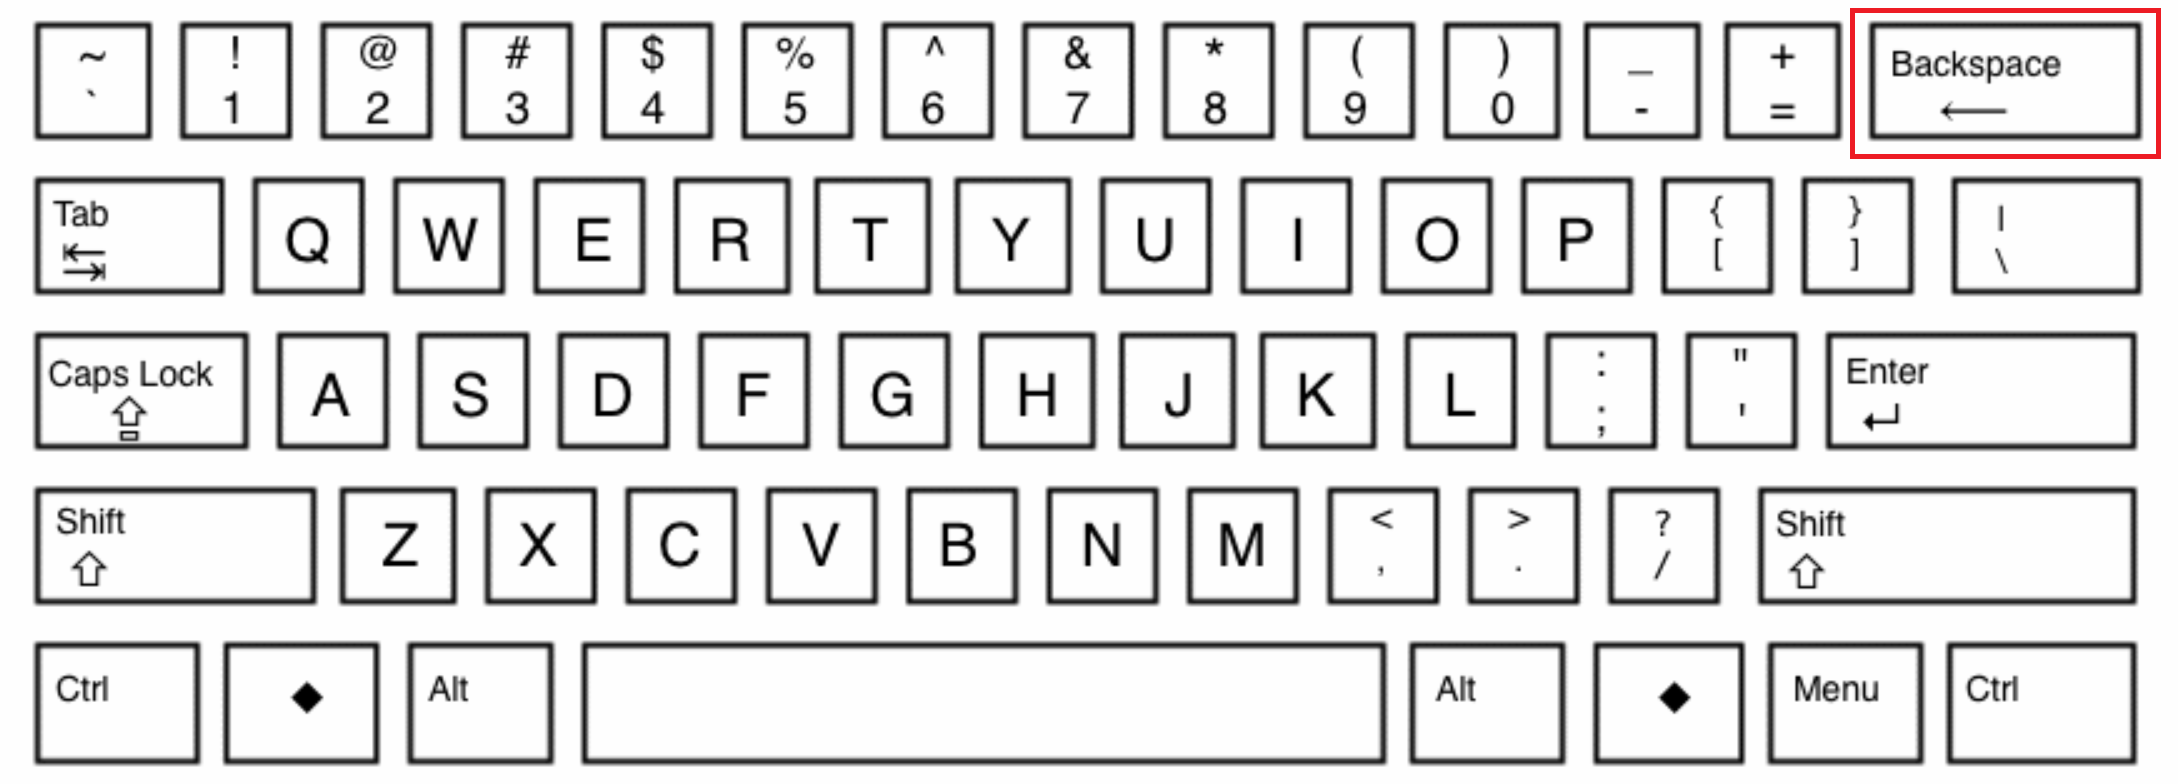 ~ ! @ # $ % ^ & * ( ) _ + Backspace
` 1 2 3 4 5 6 7 8 9 0 - = ←
Tab Q W E R T Y U I O P { } |
[ ] \
Caps Lock A S D F G H J K L : " Enter
; '
Shift Z X C V B N M < > ? Shift
, . /
Ctrl ◆ Alt Alt ◆ Menu Ctrl